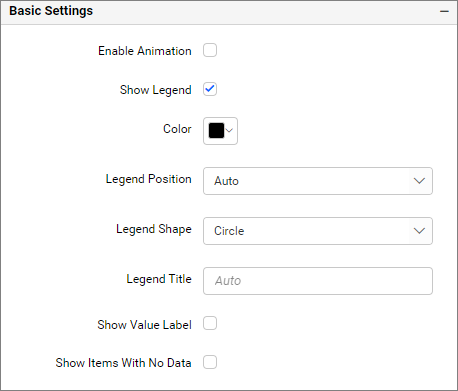 Basic Settings
Enable Animation
Show Legend
Color
Legend Position Auto
Legend Shape Circle
Legend Title Auto
Show Value Label
Show Items With No Data